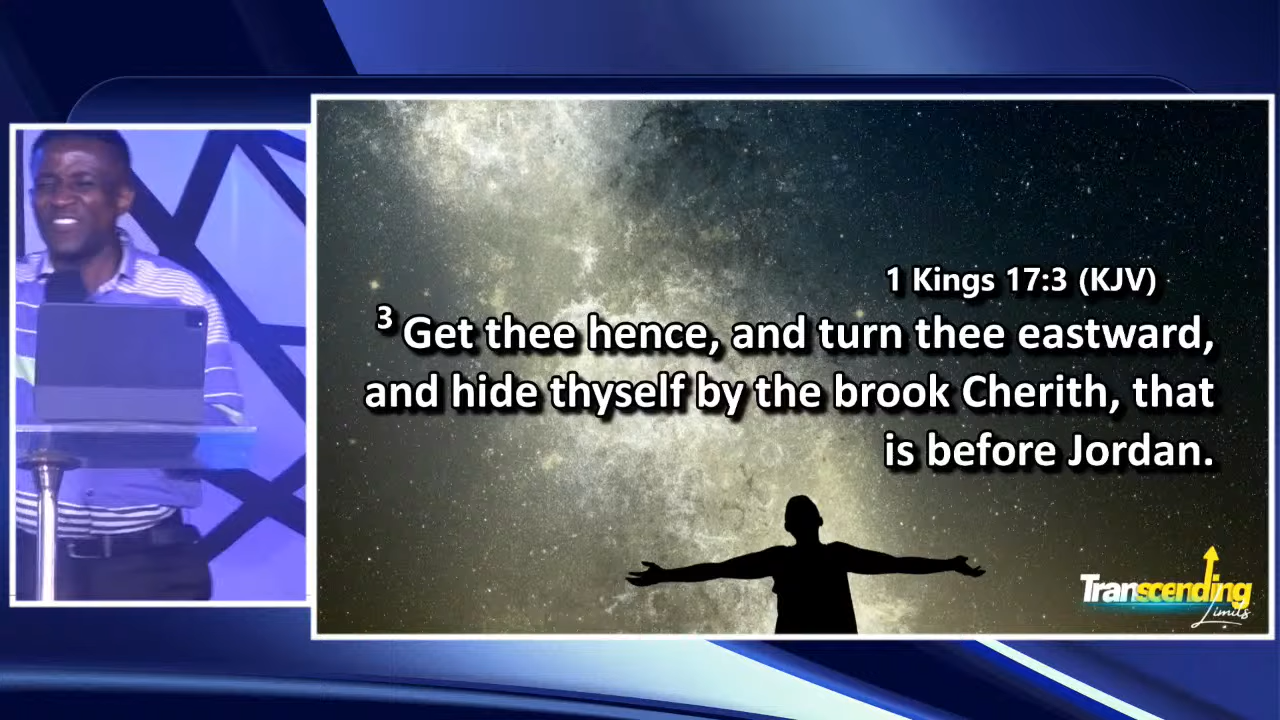 1 Kings 17:3 (KJV)
3 Get thee hence, and turn thee eastward,
and hide thyself by the brook Cherith, that
is before Jordan.
Transcending
Limits